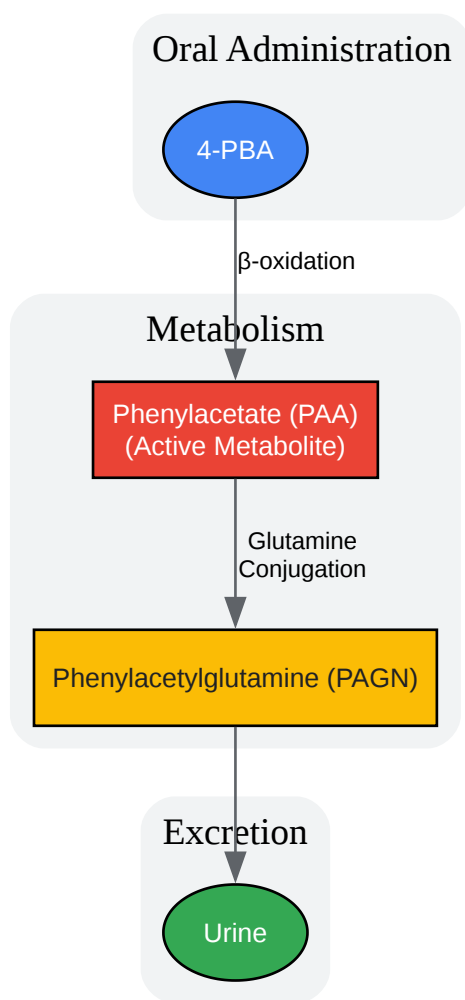 Oral Administration
4-PBA
β-oxidation
Metabolism
Phenylacetate (PAA)
(Active Metabolite)
Glutamine
Conjugation
Phenylacetylglutamine (PAGN)
Excretion
Urine